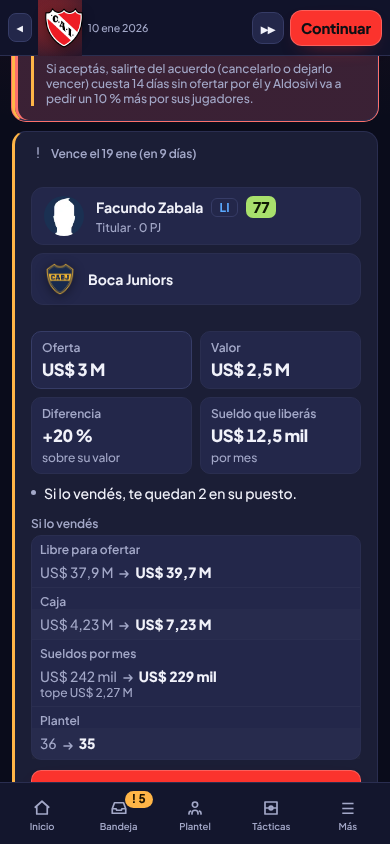 10 ene 2026
Continuar
Si aceptás, salirte del acuerdo (cancelarlo o dejarlo
vencer) cuesta 14 días sin ofertar por él y Aldosivi va a
pedir un 10 % más por sus jugadores.
! Vence el 19 ene (en 9 días)
Facundo Zabala LI 77
Titular · 0 PJ
Boca Juniors
Oferta
US$ 3 M
Valor
US$ 2,5 M
Diferencia
+20 %
sobre su valor
Sueldo que liberás
US$ 12,5 mil
por mes
• Si lo vendés, te quedan 2 en su puesto.
Si lo vendés
Libre para ofertar
US$ 37,9 M → US$ 39,7 M
Caja
US$ 4,23 M → US$ 7,23 M
Sueldos por mes
US$ 242 mil → US$ 229 mil
tope US$ 2,27 M
Plantel
36 → 35
! 5
Inicio
Bandeja
Plantel
Tácticas
Más